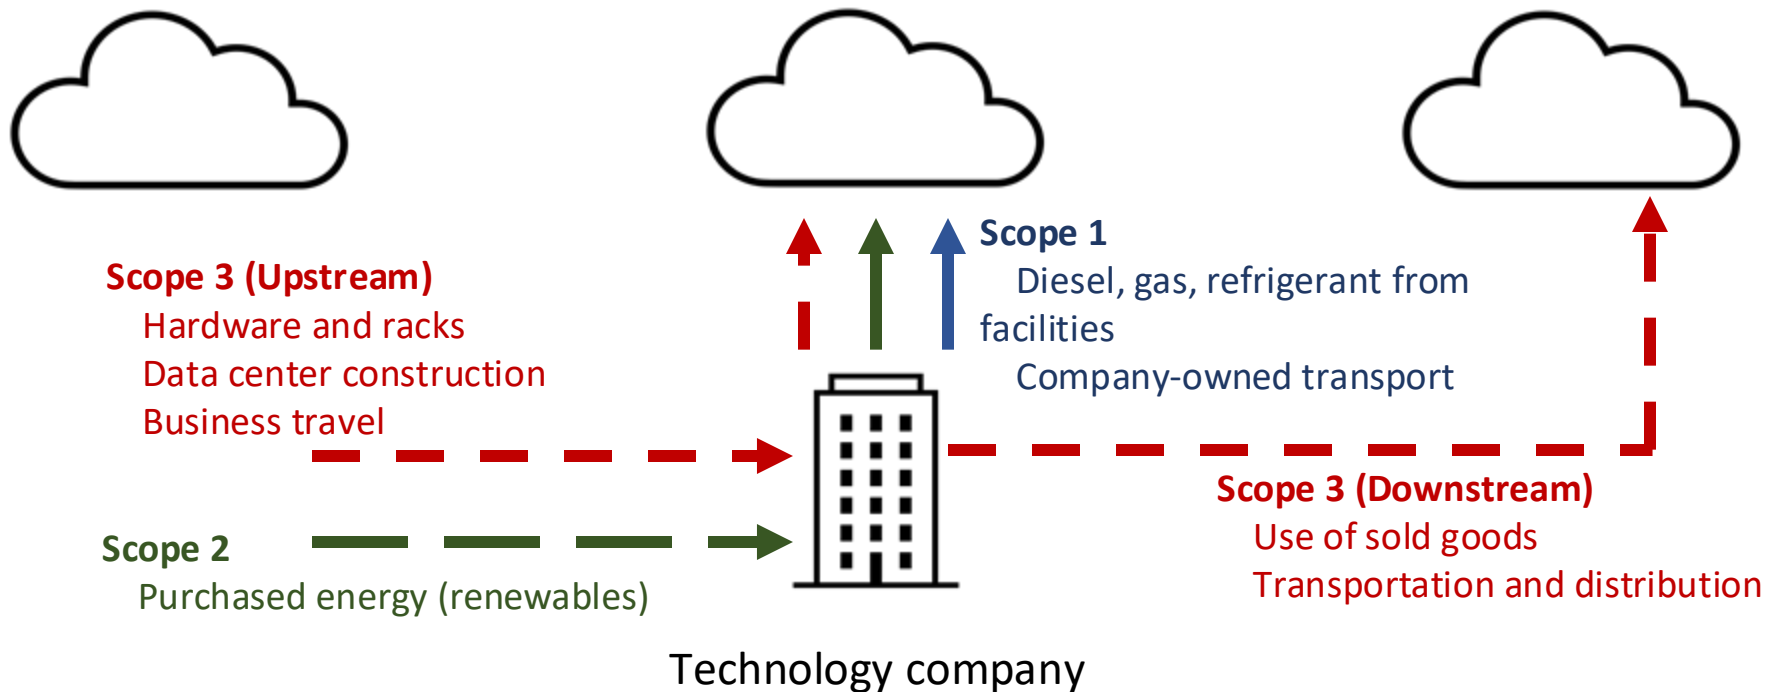 Scope 3 (Upstream)
Hardware and racks
Data center construction
Business travel
Scope 2
Purchased energy (renewables)
Scope 1
Diesel, gas, refrigerant from
facilities
Company-owned transport
Scope 3 (Downstream)
Use of sold goods
Transportation and distribution
Technology company